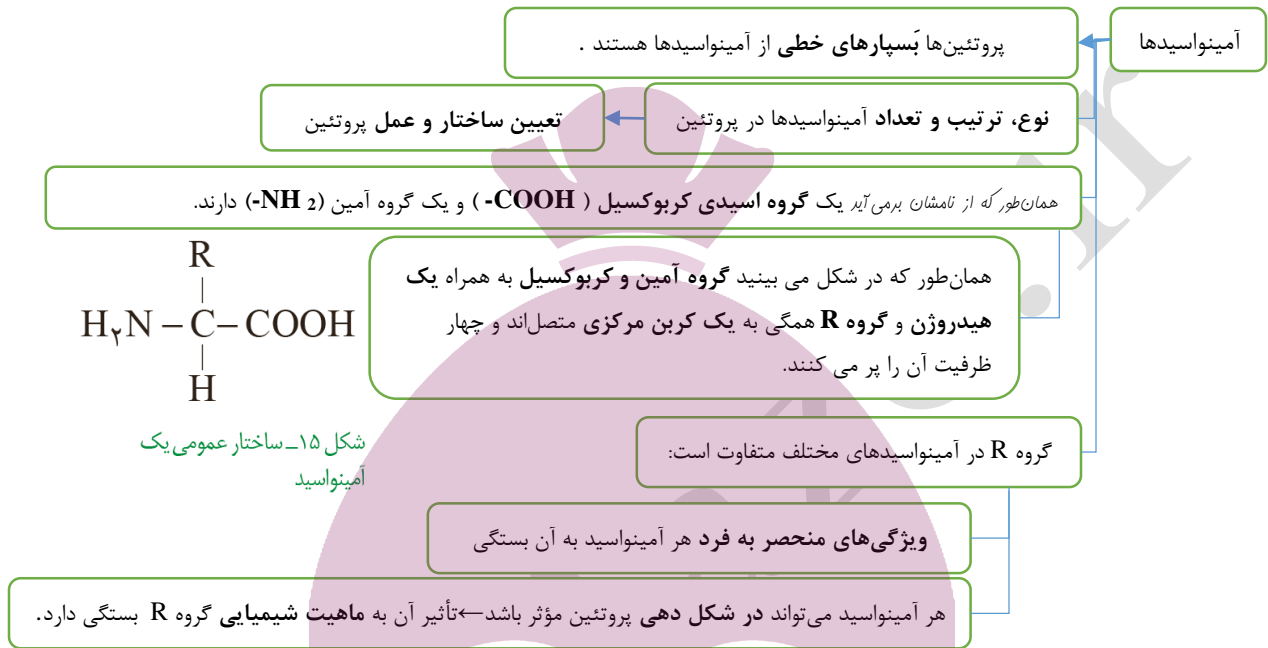 آمینواسیدها
پروتئین‌ها بَسپارهای خطی از آمینواسیدها هستند .
نوع، ترتیب و تعداد آمینواسیدها در پروتئین
تعیین ساختار و عمل پروتئین
همان‌طور که از نامشان برمی‌آید یک گروه اسیدی کربوکسیل ( COOH- ) و یک گروه آمین (NH 2-) دارند.
همان‌طور که در شکل می بینید گروه آمین و کربوکسیل به همراه یک
هیدروژن و گروه R همگی به یک کربن مرکزی متصل‌اند و چهار
ظرفیت آن را پر می کنند.
R
|
H۲N – C – COOH
|
H
شکل ۱۵ـ ساختار عمومی یک
آمینواسید
گروه R در آمینواسیدهای مختلف متفاوت است:
ویژگی‌های منحصر به فرد هر آمینواسید به آن بستگی
هر آمینواسید می‌تواند در شکل دهی پروتئین مؤثر باشد←تأثیر آن به ماهیت شیمیایی گروه R بستگی دارد.